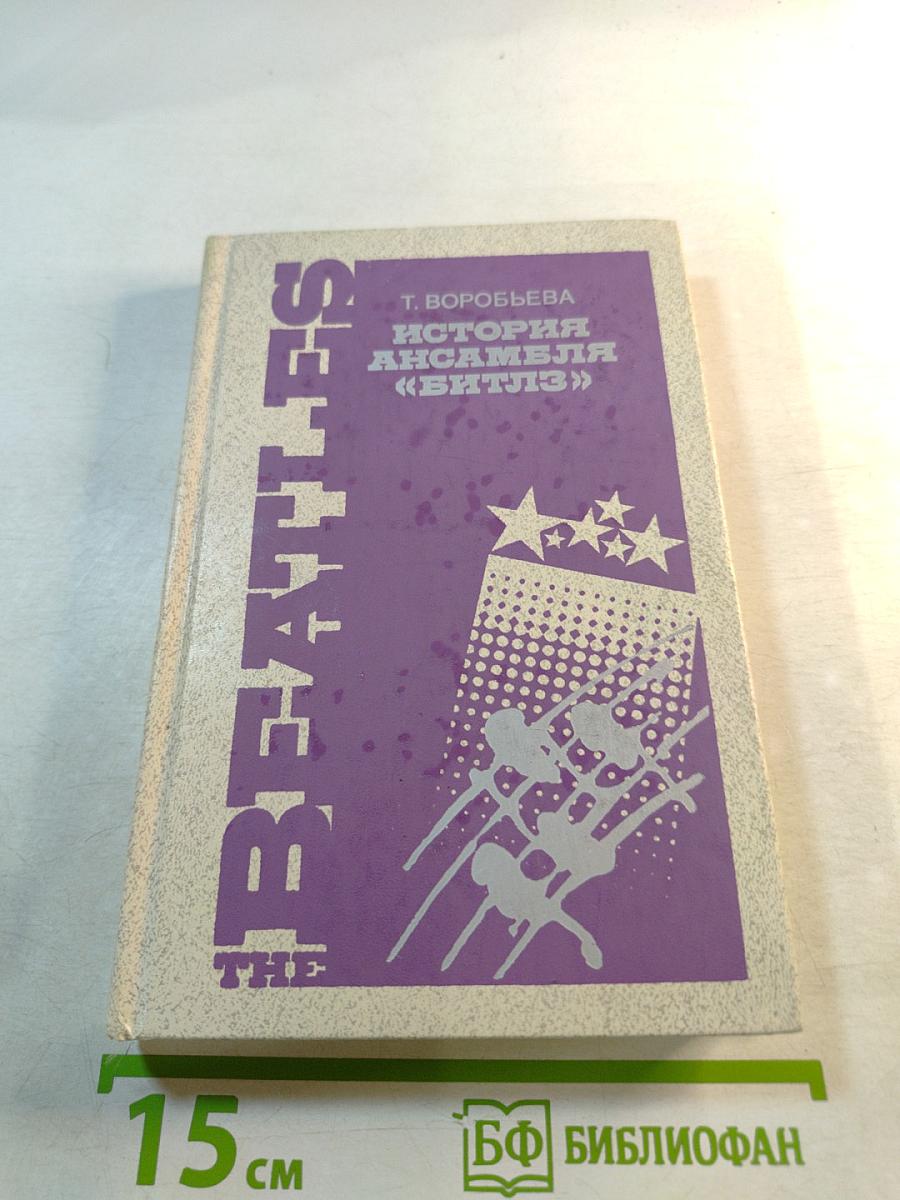 THE BEATLES
Т. ВОРОБЬЕВА
ИСТОРИЯ
АНСАМБЛЯ
«БИТЛЗ»
15 см
БФ БИБЛИОФАН